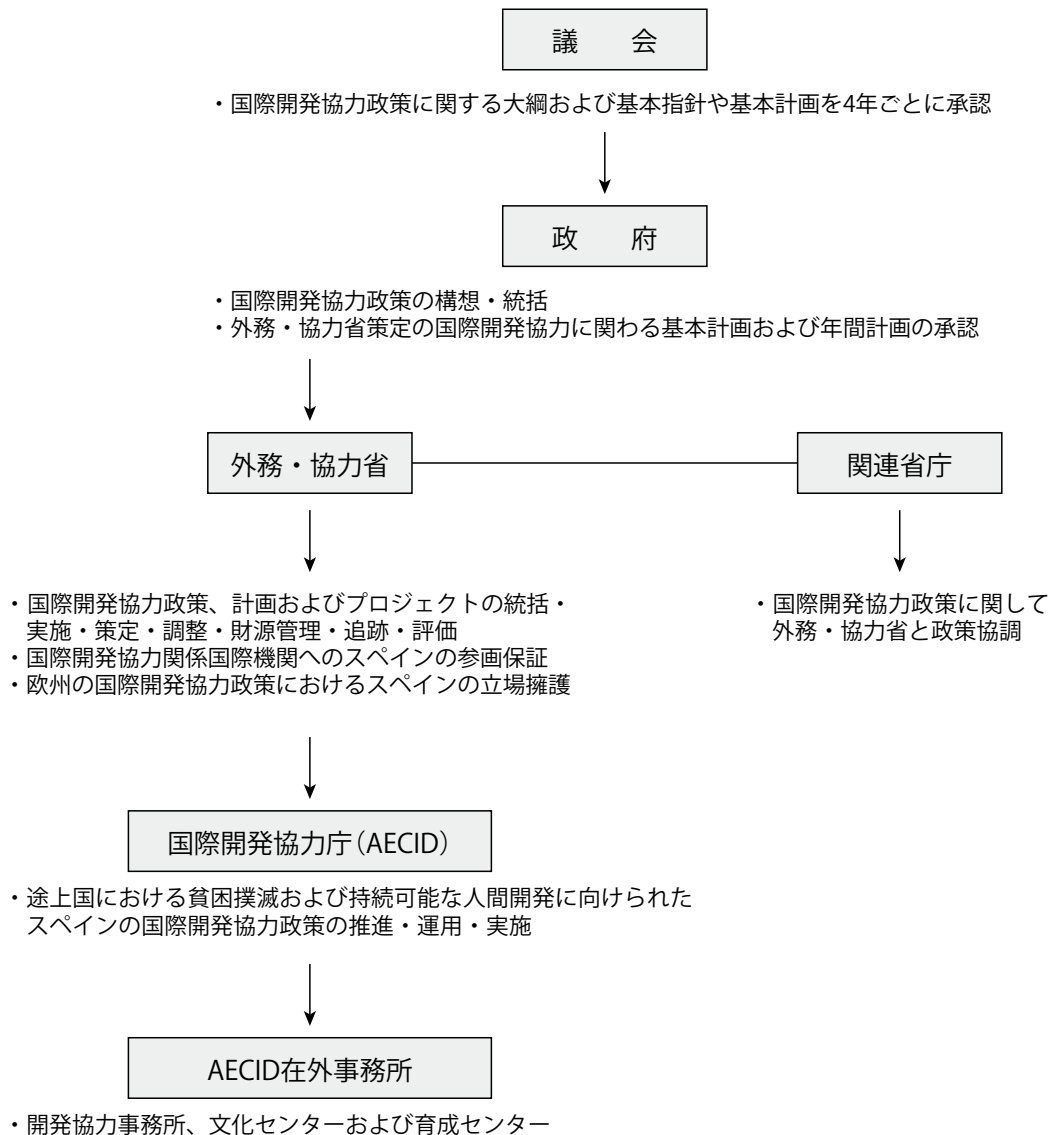 議　会
・国際開発協力政策に関する大綱および基本指針や基本計画を4年ごとに承認
政　府
・国際開発協力政策の構想・統括
・外務・協力省策定の国際開発協力に関わる基本計画および年間計画の承認
外務・協力省
関連省庁
・国際開発協力政策、計画およびプロジェクトの統括・
実施・策定・調整・財源管理・追跡・評価
・国際開発協力関係国際機関へのスペインの参画保証
・欧州の国際開発協力政策におけるスペインの立場擁護
・国際開発協力政策に関して
外務・協力省と政策協調
国際開発協力庁（AECID）
・途上国における貧困撲滅および持続可能な人間開発に向けられた
スペインの国際開発協力政策の推進・運用・実施
AECID在外事務所
・開発協力事務所、文化センターおよび育成センター